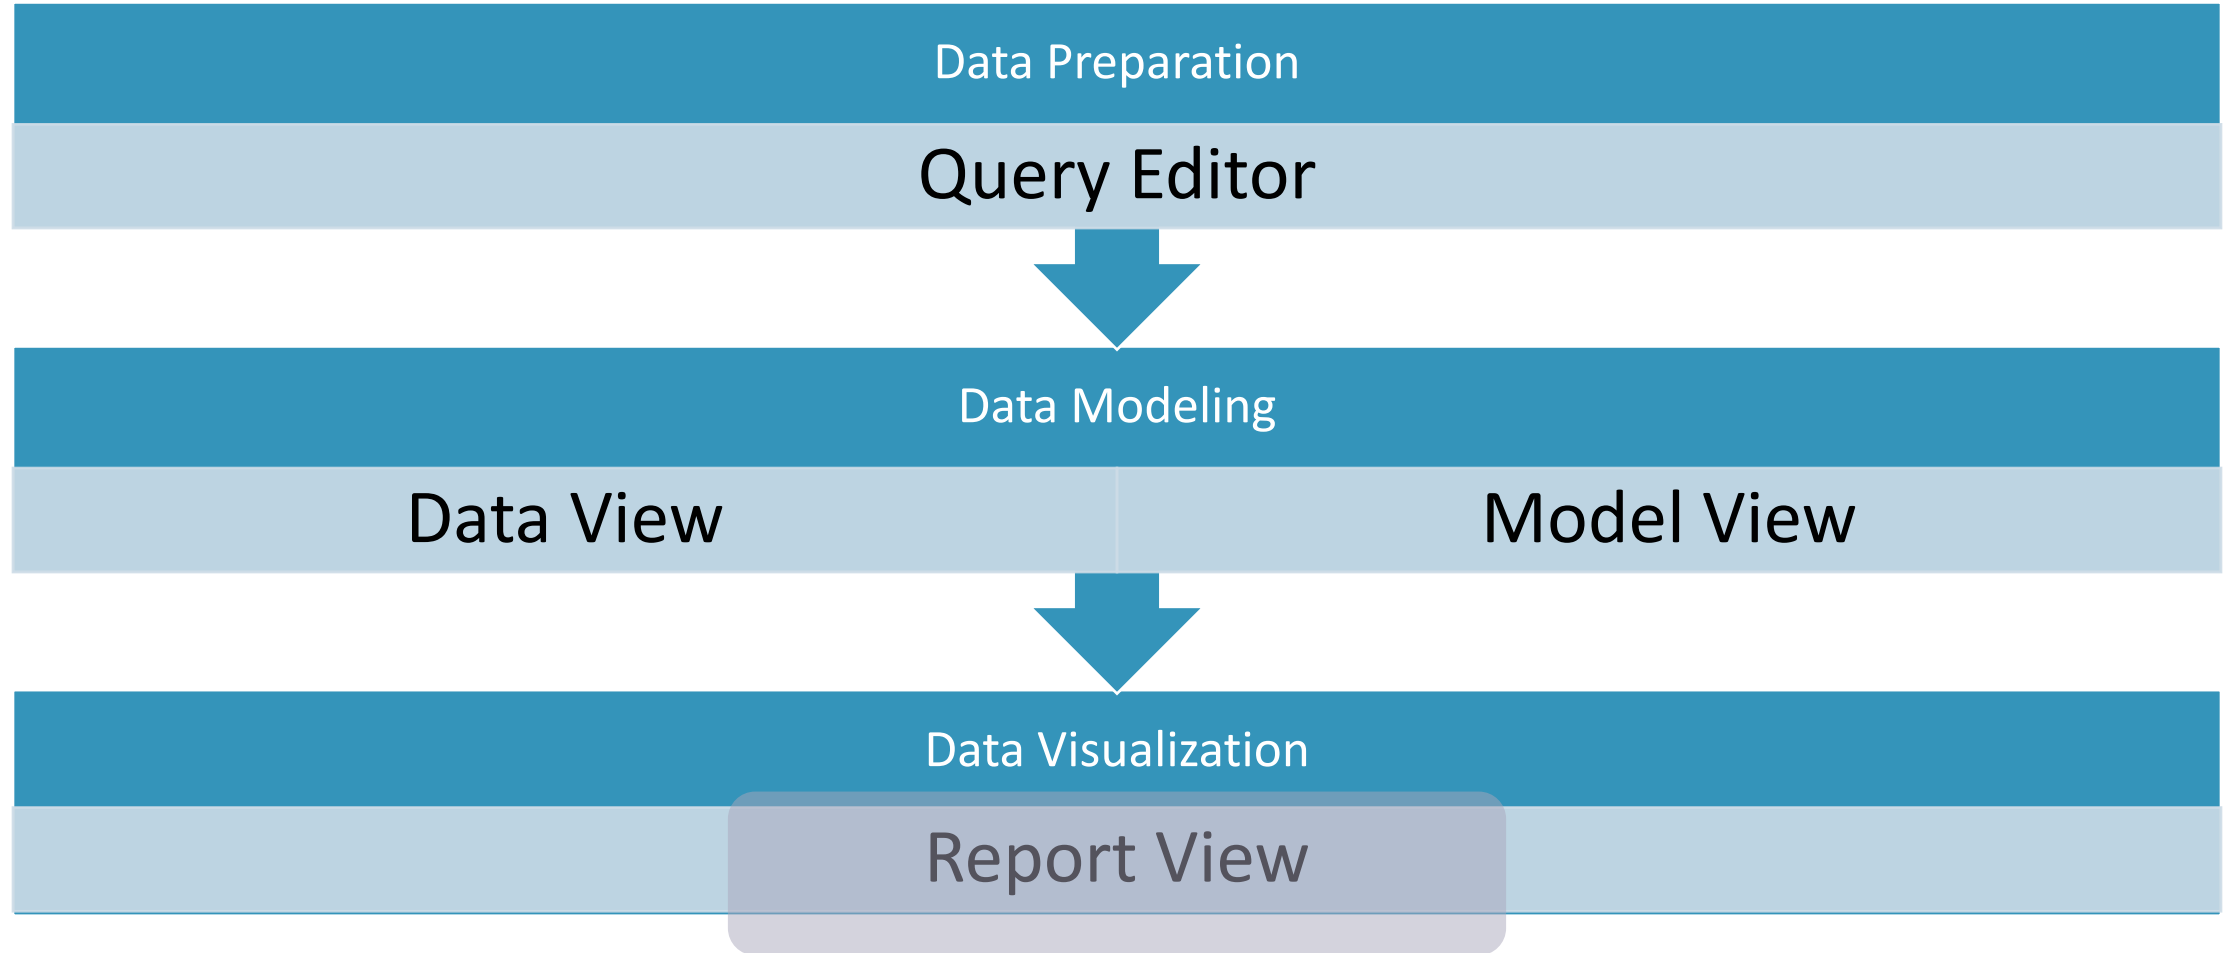 Data Preparation
Query Editor
Data Modeling
Data View
Model View
Data Visualization
Report View